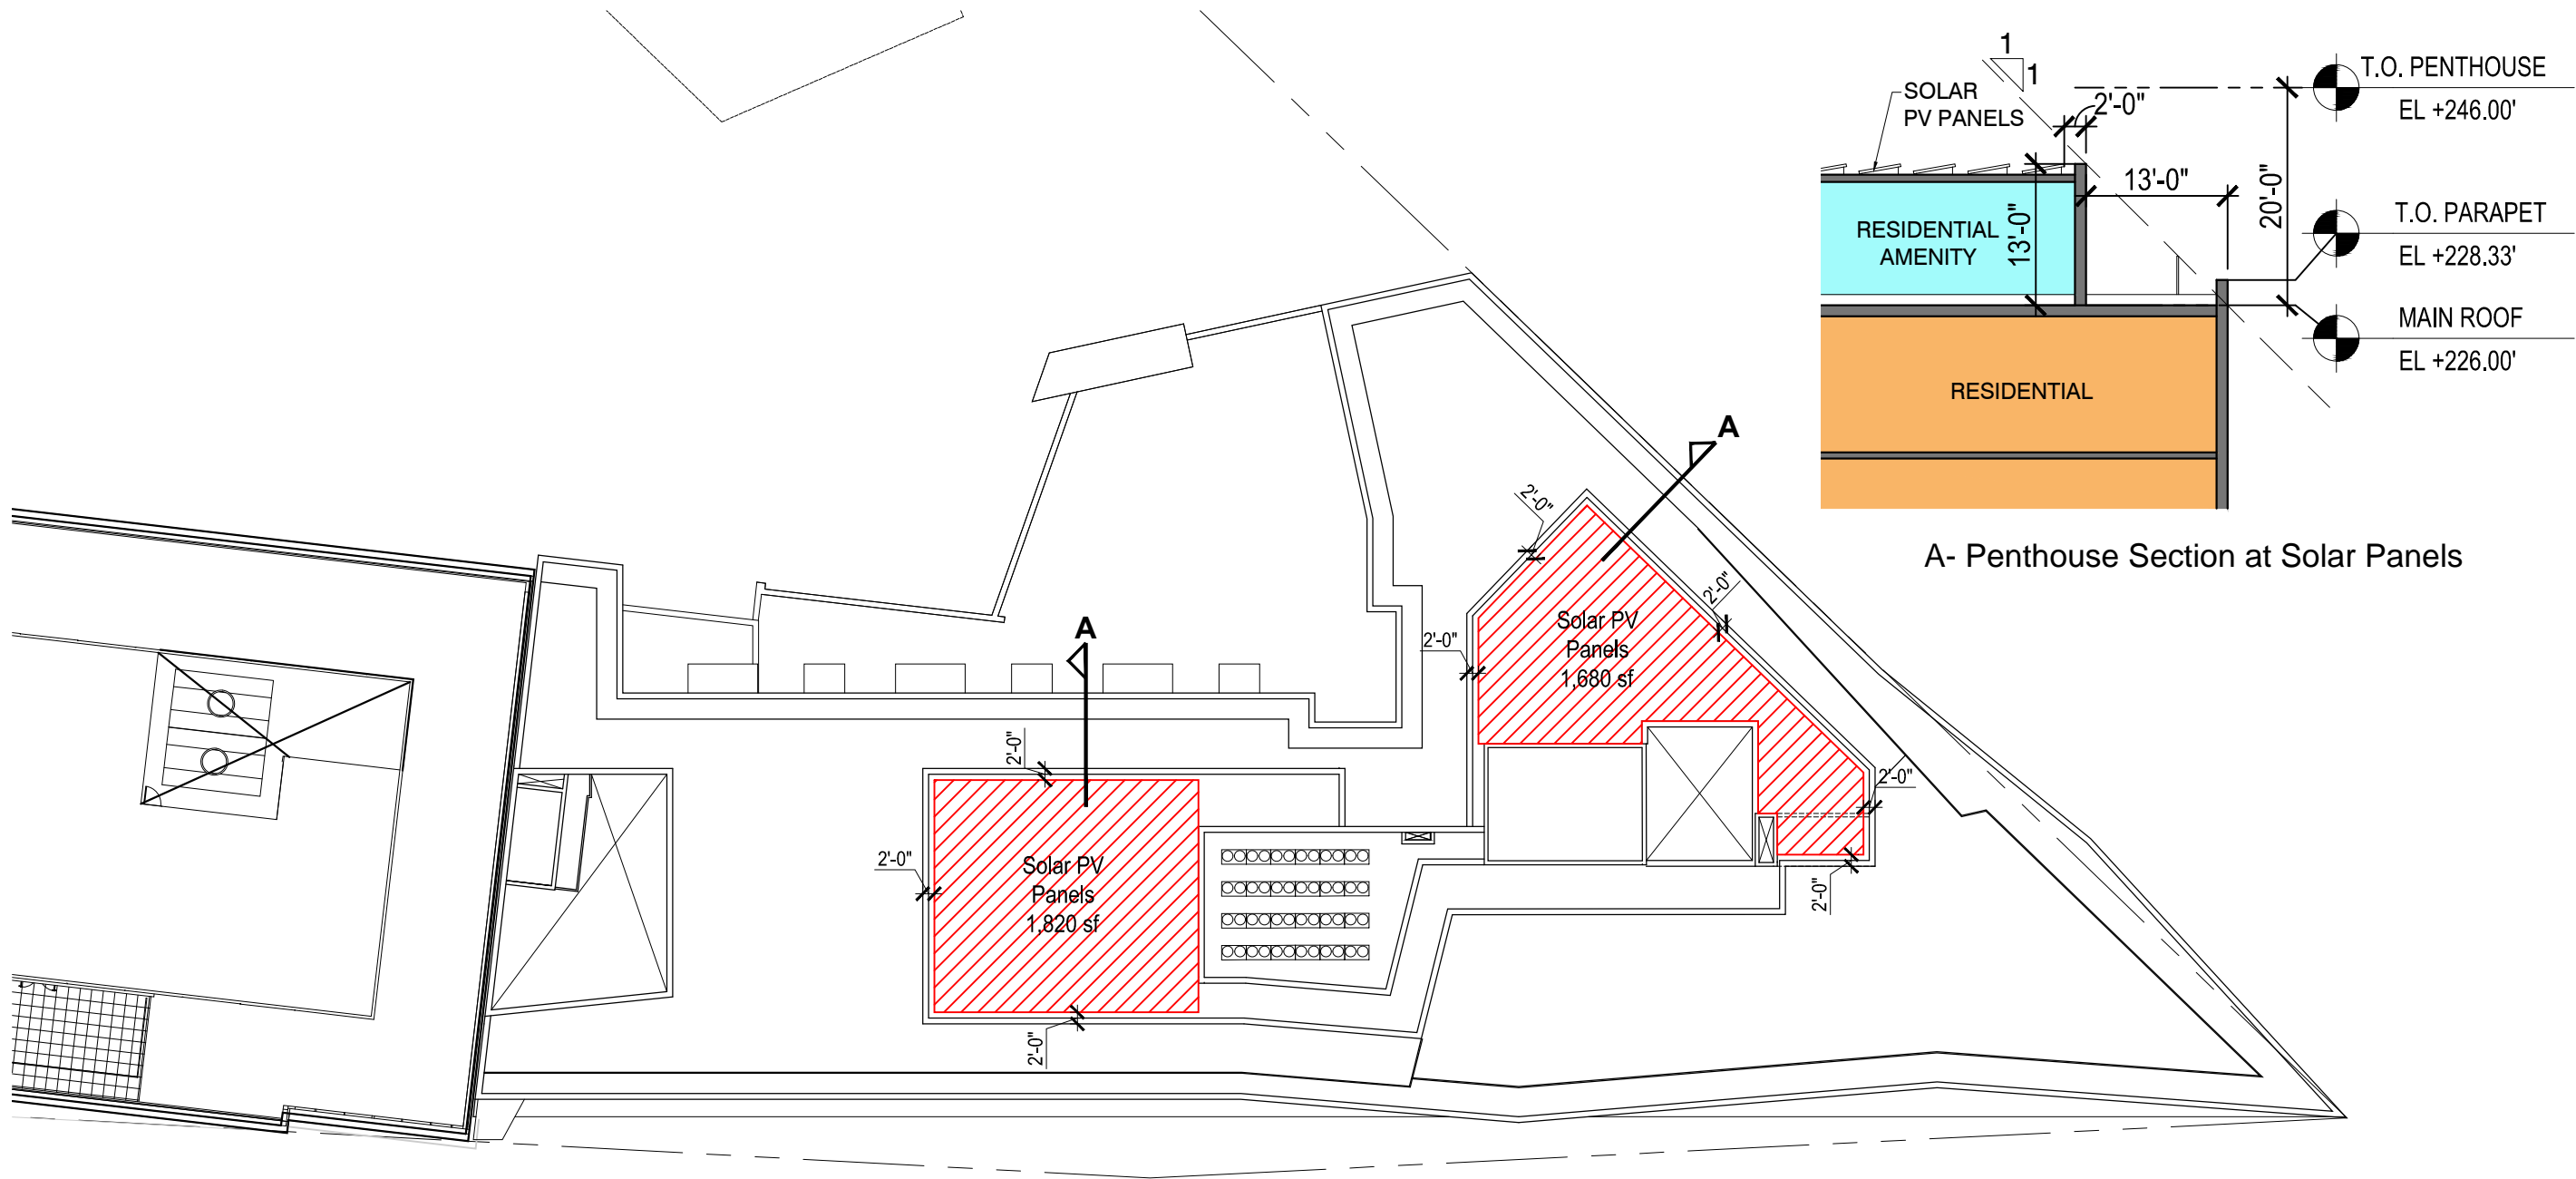 1
1
T.O. PENTHOUSE
EL +246.00'
SOLAR
PV PANELS
2'-0"
13'-0"
20'-0"
RESIDENTIAL
AMENITY
13'-0"
T.O. PARAPET
EL +228.33'
MAIN ROOF
EL +226.00'
RESIDENTIAL
A- Penthouse Section at Solar Panels
A
2'-0"
2'-0"
2'-0"
Solar PV
Panels
1,680 sf
2'-0"
2'-0"
A
2'-0"
2'-0"
Solar PV
Panels
1,820 sf
2'-0"